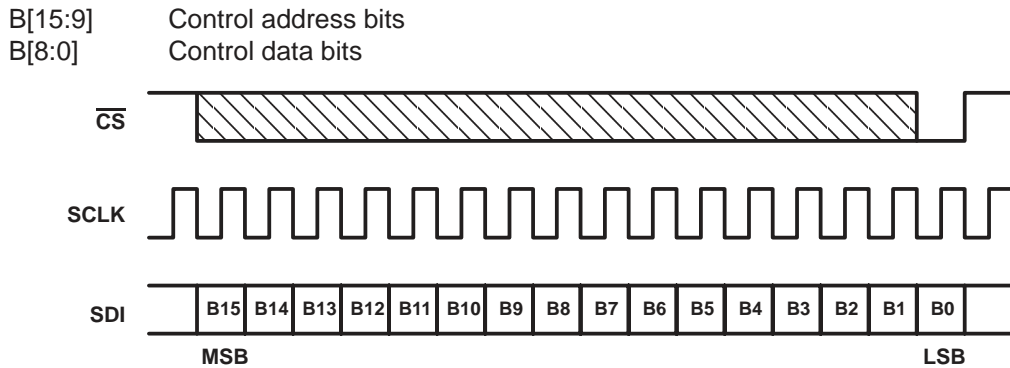 B[15:9] Control address bits
B[8:0] Control data bits
CS
SCLK
SDI B15 B14 B13 B12 B11 B10 B9 B8 B7 B6 B5 B4 B3 B2 B1 B0
MSB LSB